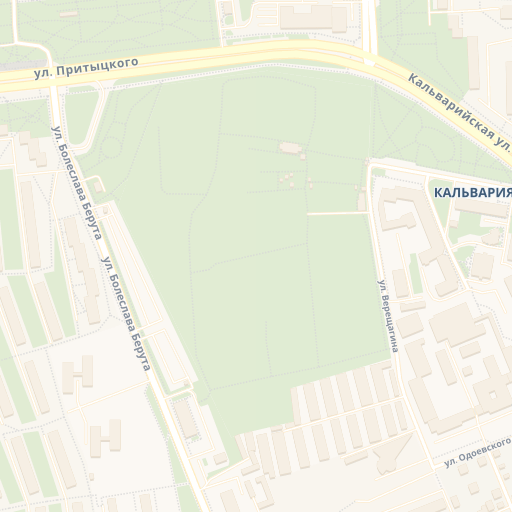 ул. Притыцкого
Кальварийская ул.
ул. Болеслава Берута
КАЛЬВАРИЯ
ул. Болеслава Берута
ул. Верещагина
ул. Одоевского